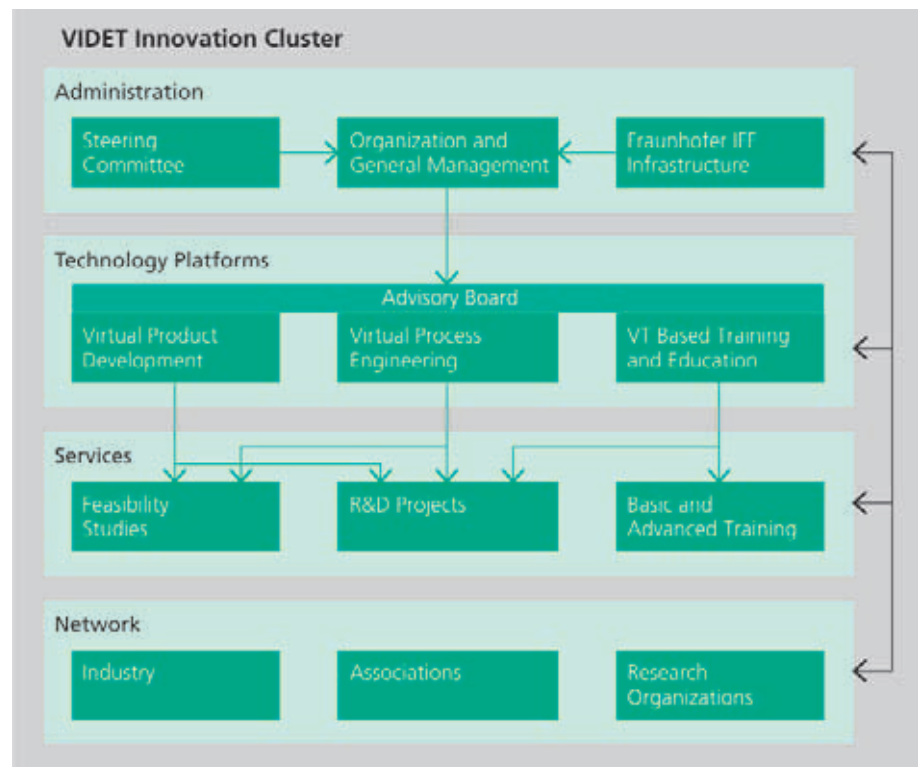 VIDET Innovation Cluster
Administration
Steering
Committee
Organization and
General Management
Fraunhofer IFF
Infrastructure
Technology Platforms
Advisory Board
Virtual Product
Development
Virtual Process
Engineering
VT Based Training
and Education
Services
Feasibility
Studies
R&D Projects
Basic and
Advanced Training
Network
Industry
Associations
Research
Organizations